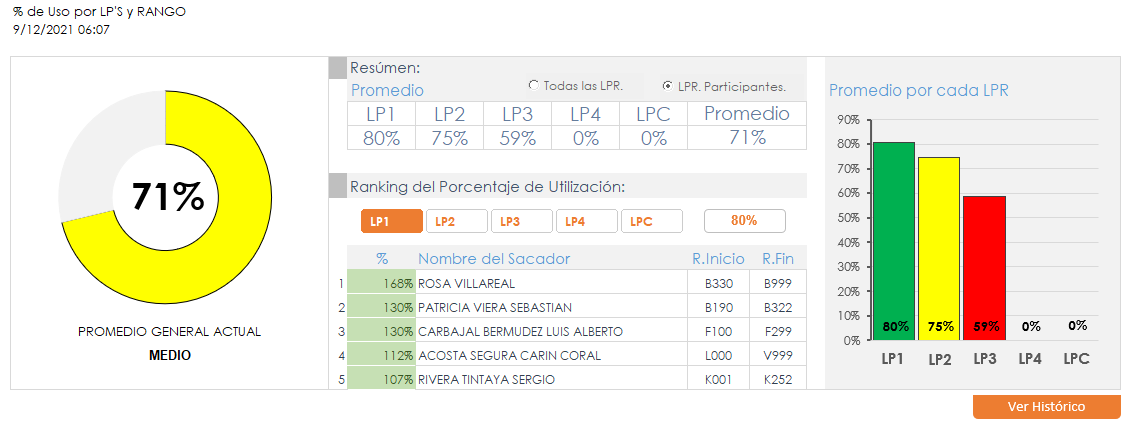 % de Uso por LP'S y RANGO
9/12/2021 06:07
71%
PROMEDIO GENERAL ACTUAL
MEDIO
Resúmen:
Promedio
Todas las LPR.
LPR. Participantes.
LP1 LP2 LP3 LP4 LPC Promedio
80% 75% 59% 0% 0% 71%
Ranking del Porcentaje de Utilización:
LP1 LP2 LP3 LP4 LPC 80%
% Nombre del Sacador R.Inicio R.Fin
1 168% ROSA VILLAREAL B330 B999
2 130% PATRICIA VIERA SEBASTIAN B190 B322
3 130% CARBAJAL BERMUDEZ LUIS ALBERTO F100 F299
4 112% ACOSTA SEGURA CARIN CORAL L000 V999
5 107% RIVERA TINTAYA SERGIO K001 K252
Promedio por cada LPR
90%
80%
70%
60%
50%
40%
30%
20%
10%
0%
80% 75% 59% 0% 0%
LP1 LP2 LP3 LP4 LPC
Ver Histórico